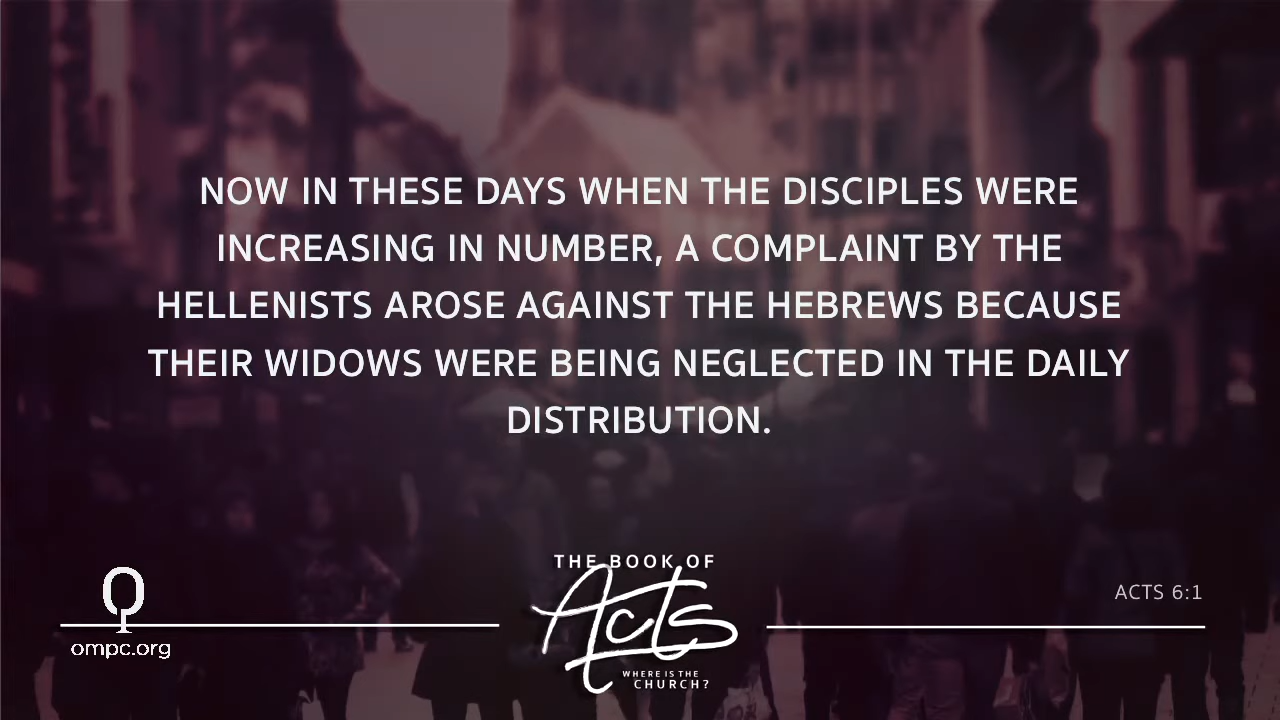 NOW IN THESE DAYS WHEN THE DISCIPLES WERE
INCREASING IN NUMBER, A COMPLAINT BY THE
HELLENISTS AROSE AGAINST THE HEBREWS BECAUSE
THEIR WIDOWS WERE BEING NEGLECTED IN THE DAILY
DISTRIBUTION.
THE BOOK OF
Acts
WHERE IS THE
CHURCH?
ACTS 6:1
ompc.org